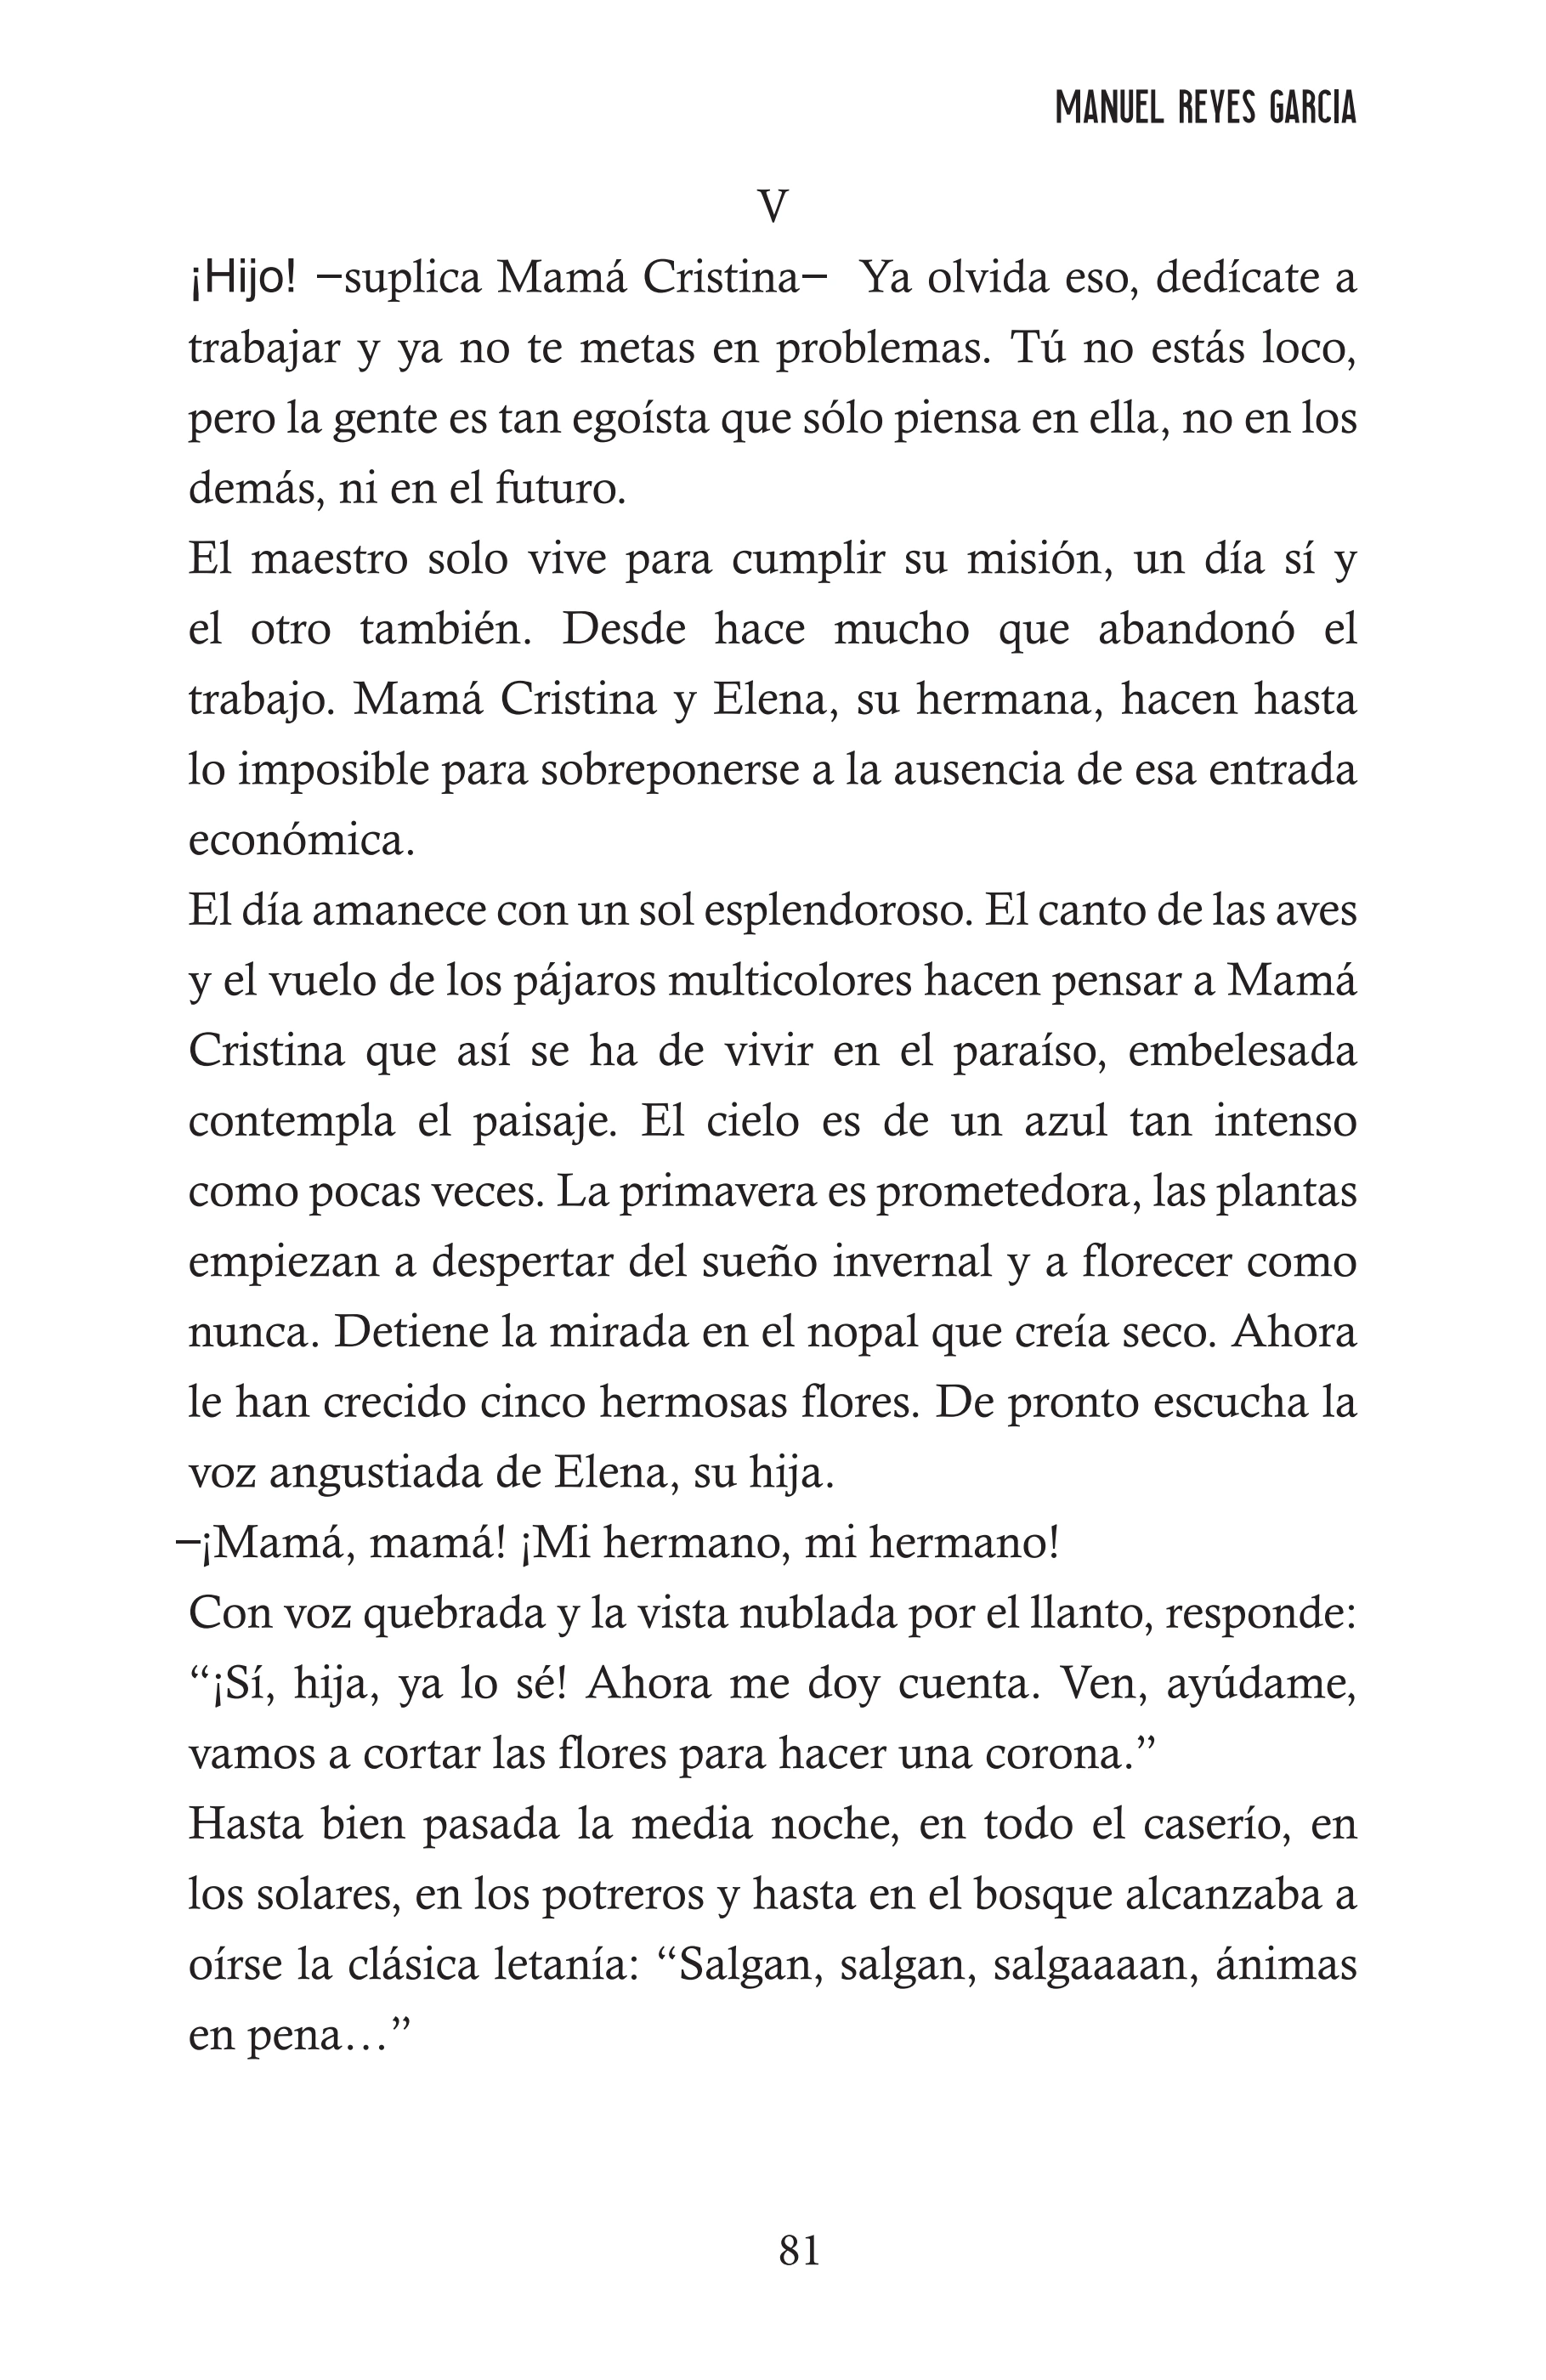 MANUEL REYES GARCIA
V
¡Hijo! –suplica Mamá Cristina– Ya olvida eso, dedícate a
trabajar y ya no te metas en problemas. Tú no estás loco,
pero la gente es tan egoísta que sólo piensa en ella, no en los
demás, ni en el futuro.
El maestro solo vive para cumplir su misión, un día sí y
el otro también. Desde hace mucho que abandonó el
trabajo. Mamá Cristina y Elena, su hermana, hacen hasta
lo imposible para sobreponerse a la ausencia de esa entrada
económica.
El día amanece con un sol esplendoroso. El canto de las aves
y el vuelo de los pájaros multicolores hacen pensar a Mamá
Cristina que así se ha de vivir en el paraíso, embelesada
contempla el paisaje. El cielo es de un azul tan intenso
como pocas veces. La primavera es prometedora, las plantas
empiezan a despertar del sueño invernal y a florecer como
nunca. Detiene la mirada en el nopal que creía seco. Ahora
le han crecido cinco hermosas flores. De pronto escucha la
voz angustiada de Elena, su hija.
–¡Mamá, mamá! ¡Mi hermano, mi hermano!
Con voz quebrada y la vista nublada por el llanto, responde:
“¡Sí, hija, ya lo sé! Ahora me doy cuenta. Ven, ayúdame,
vamos a cortar las flores para hacer una corona.”
Hasta bien pasada la media noche, en todo el caserío, en
los solares, en los potreros y hasta en el bosque alcanzaba a
oírse la clásica letanía: “Salgan, salgan, salgaaaan, ánimas
en pena…”
81